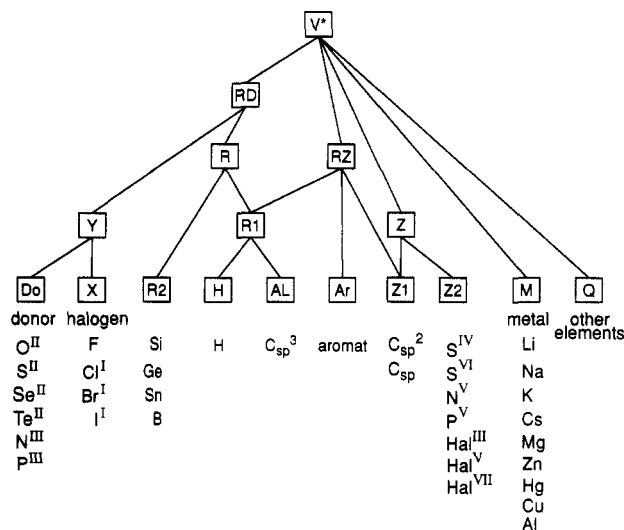 V*
RD
R RZ
Y R1 Z
Do X R2 H AL Ar Z1 Z2 M Q
donor halogen metal other
elements
O^II F Si H C_sp^3 aromat C_sp^2 S^IV Li
S^II Cl^I Ge C_sp S^VI Na
Se^II Br^I Sn N^V K
Te^II I^I B P^V Cs
N^III Hal^III Mg
P^III Hal^V Zn
Hal^VII Hg
Cu
Al